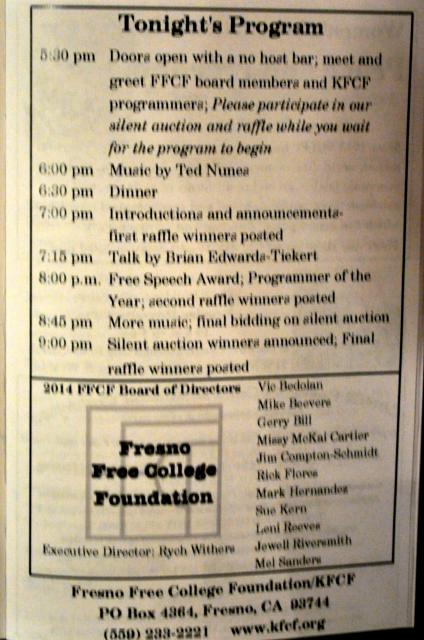 Tonight's Program
5:30 pm Doors open with a no host bar; meet and
greet FFCF board members and KFCF
programmers; Please participate in our
silent auction and raffle while you wait
for the program to begin
6:00 pm Music by Ted Nunes
6:30 pm Dinner
7:00 pm Introductions and announcements-
first raffle winners posted
7:15 pm Talk by Brian Edwards-Tiekert
8:00 p.m. Free Speech Award; Programmer of the
Year; second raffle winners posted
8:45 pm More music; final bidding on silent auction
9:00 pm Silent auction winners announced; Final
raffle winners posted
2014 FFCF Board of Directors
Fresno
Free College
Foundation
Executive Director: Rych Withers
Vic Bedoian
Mike Beevers
Gerry Bill
Missy McKai Cartier
Jim Compton-Schmidt
Rick Flores
Mark Hernandez
Sue Kern
Loni Reeves
Jewell Riversmith
Mel Sanders
Fresno Free College Foundation/KFCF
PO Box 4364, Fresno, CA 93744
(559) 233-2221 www.kfcf.org